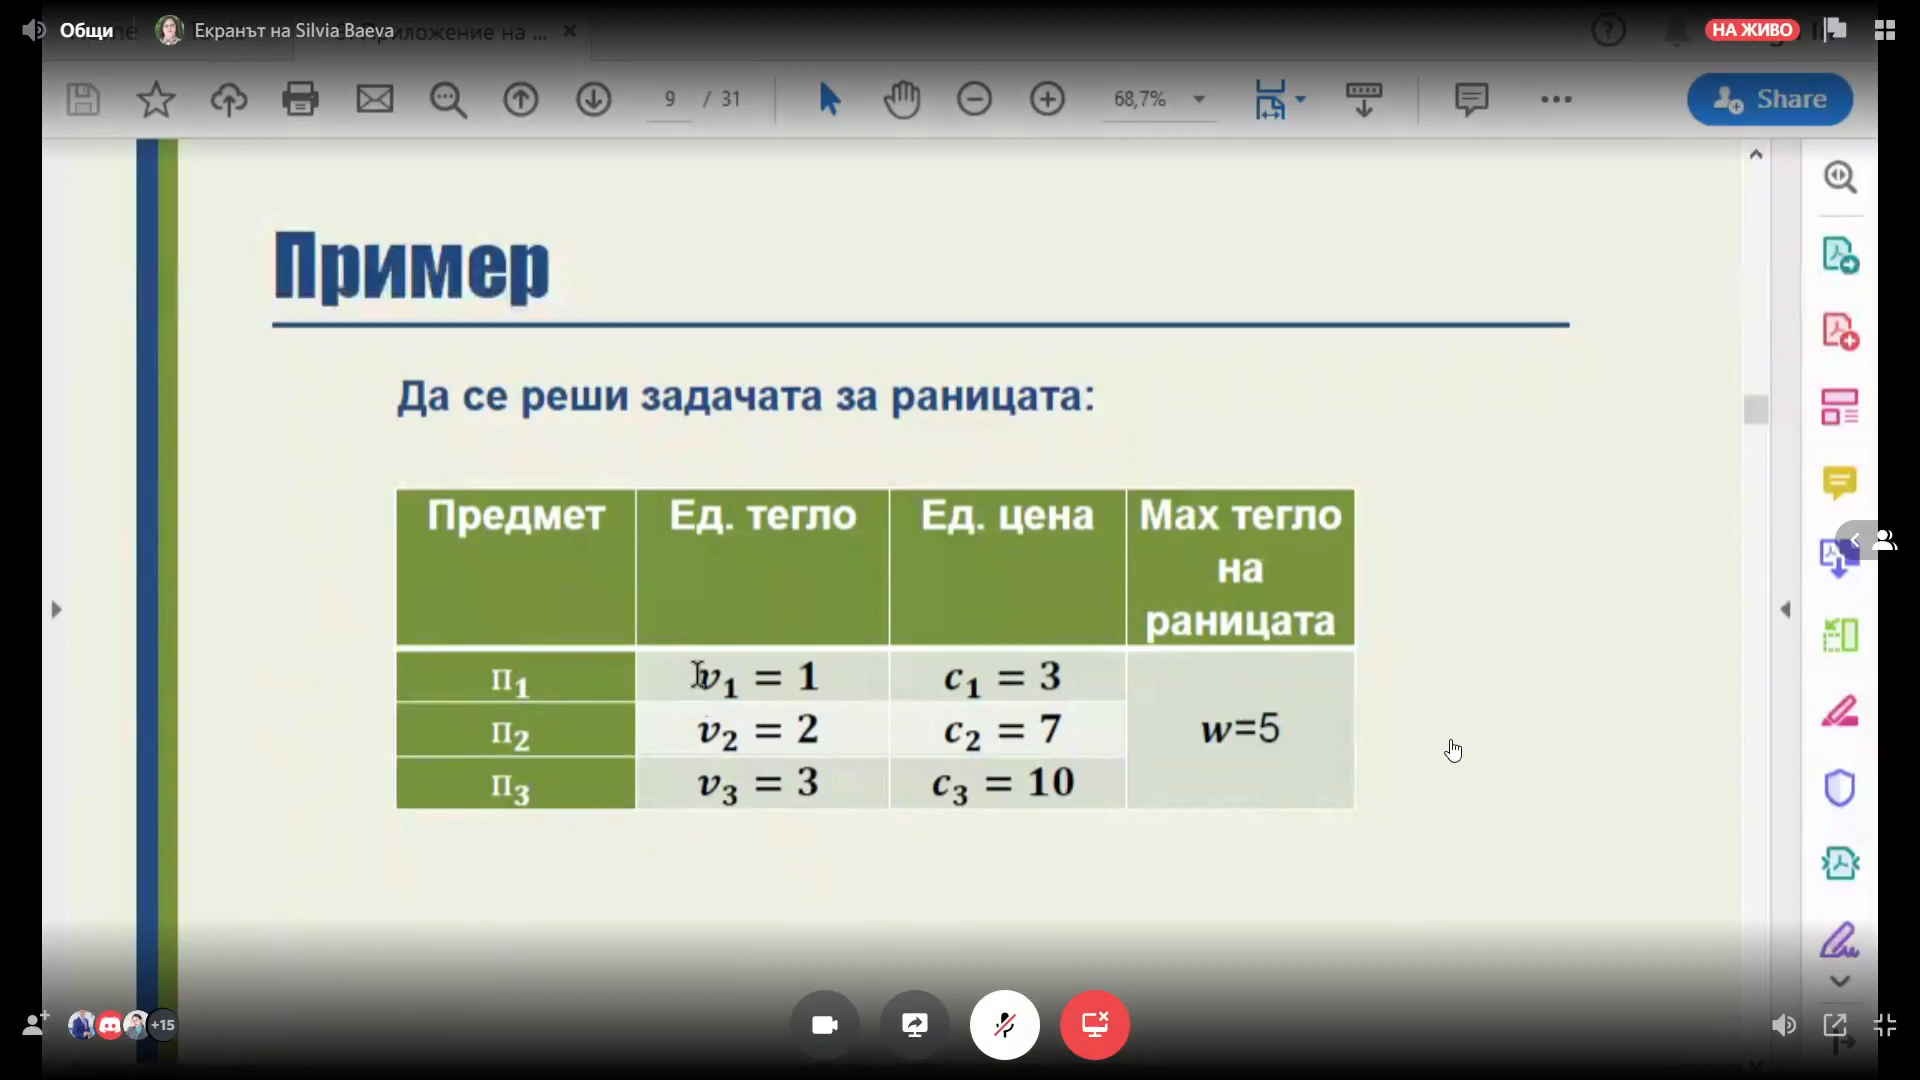 Общи
Екранът на Silvia Baeva
Приложение на ...
НА ЖИВО
9 / 31
68,7%
Share
Пример
Да се реши задачата за раницата:
Предмет Ед. тегло Ед. цена Max тегло на раницата
п₁ v₁ = 1 c₁ = 3
п₂ v₂ = 2 c₂ = 7 w=5
п₃ v₃ = 3 c₃ = 10
+15